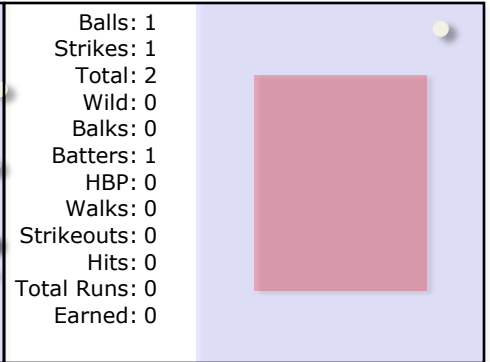 Balls: 1
Strikes: 1
Total: 2
Wild: 0
Balks: 0
Batters: 1
HBP: 0
Walks: 0
Strikeouts: 0
Hits: 0
Total Runs: 0
Earned: 0